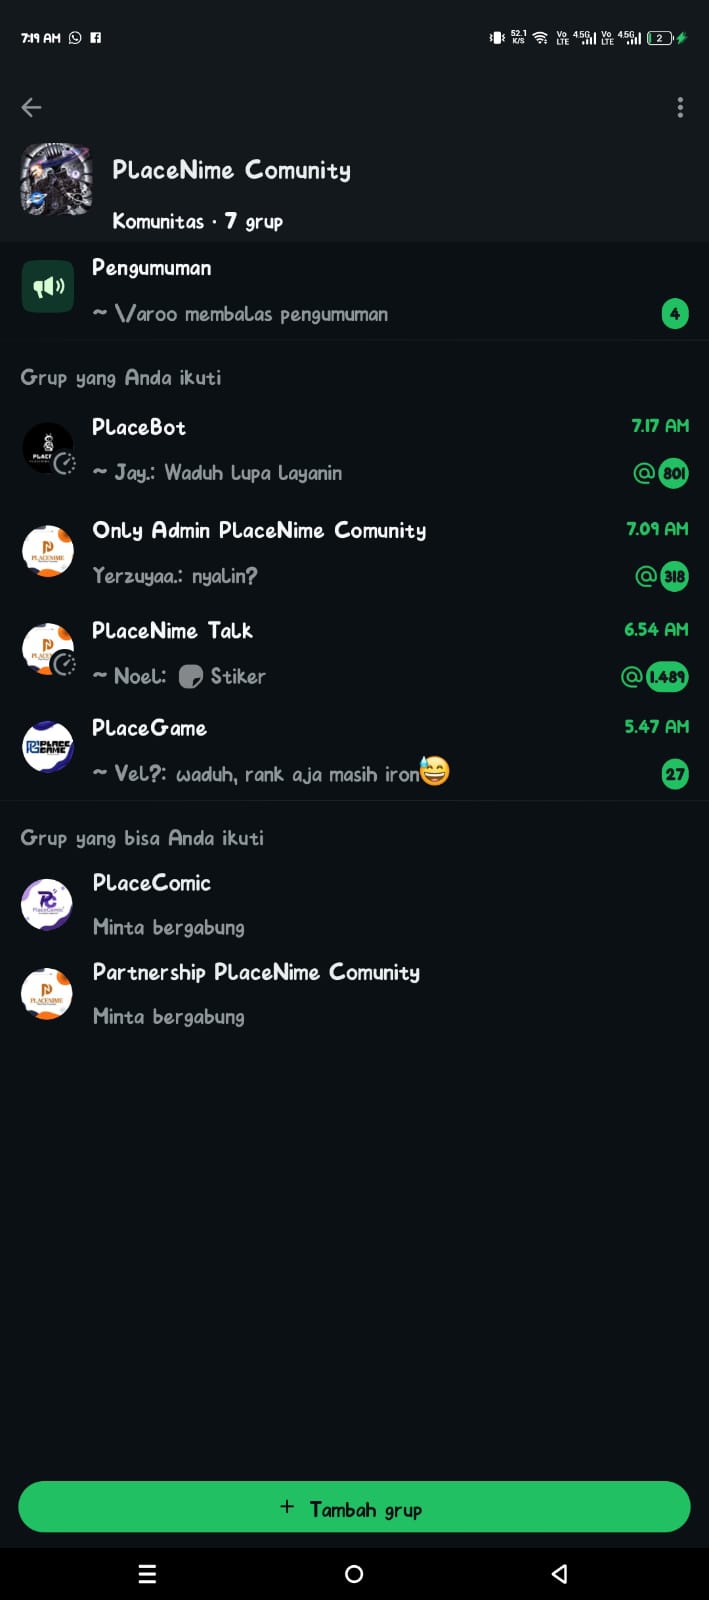 7:19 AM 52.1 K/S Vo LTE 4.5G Vo LTE 4.5G 2
PlaceNime Comunity
Komunitas · 7 grup
Pengumuman
~ \/aroo membalas pengumuman 4
Grup yang Anda ikuti
PlaceBot 7.17 AM
~ Jay.: Waduh lupa layanin @ 801
Only Admin PlaceNime Comunity 7.09 AM
Yerzuyaa.: nyalin? @ 318
PlaceNime Talk 6.54 AM
~ Noel: Stiker @ 1.489
PlaceGame 5.47 AM
~ Vel?: waduh, rank aja masih iron😅 27
Grup yang bisa Anda ikuti
PlaceComic
Minta bergabung
Partnership PlaceNime Comunity
Minta bergabung
+ Tambah grup